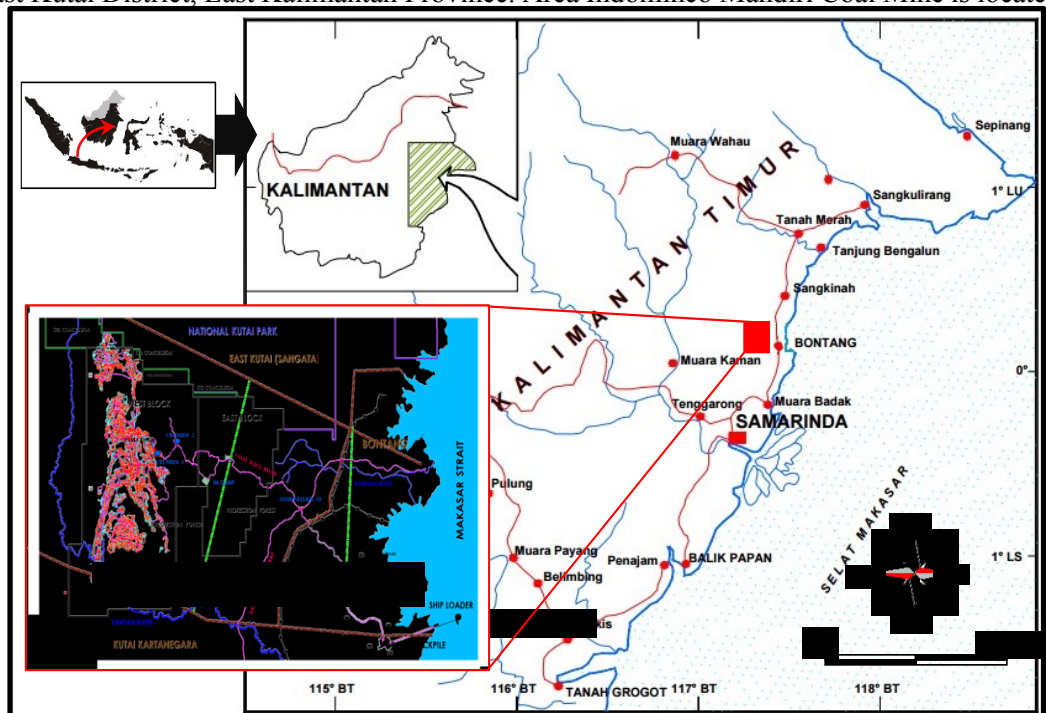 ast Kutai District, East Kalimantan Province. Area Indominco Mandiri Coal Mine is locate
KALIMANTAN
KALIMANTAN TIMUR
Sepinang
Muara Wahau
1° LU
Sangkulirang
Tanah Merah
Tanjung Bengalun
Sangkinah
BONTANG
Muara Kaman
0°
Tenggarong
Muara Badak
SAMARINDA
SELAT MAKASAR
Pulung
Muara Payang
Belimbing
Penajam
BALIK PAPAN
1° LS
kis
TANAH GROGOT
115° BT
116° BT
117° BT
118° BT
NATIONAL KUTAI PARK
EAST KUTAI (SANGATA)
EAST BLOCK
BONTANG
MAKASAR STRAIT
PROTECTION FOREST
SHIP LOADER
CKPILE
KUTAI KARTANEGARA